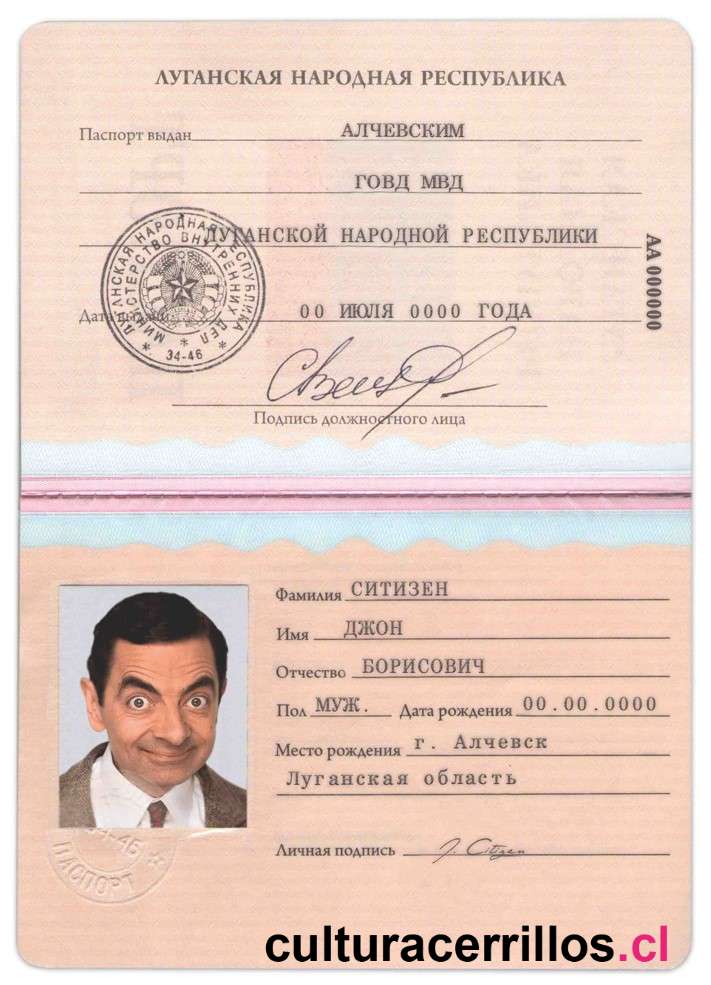 ЛУГАНСКАЯ НАРОДНАЯ РЕСПУБЛИКА
Паспорт выдан АЛЧЕВСКИМ
ГОВД МВД
ЛУГАНСКОЙ НАРОДНОЙ РЕСПУБЛИКИ
Дата выдачи 00 ИЮЛЯ 0000 ГОДА
АА 000000
ЛУГАНСКАЯ НАРОДНАЯ РЕСПУБЛИКА
МИНИСТЕРСТВО ВНУТРЕННИХ ДЕЛ
34-46
Подпись должностного лица
Фамилия СИТИЗЕН
Имя ДЖОН
Отчество БОРИСОВИЧ
Пол МУЖ. Дата рождения 00.00.0000
Место рождения г. Алчевск
Луганская область
Личная подпись J. Citizen
34-46
ПАСПОРТ
culturacerrillos.cl